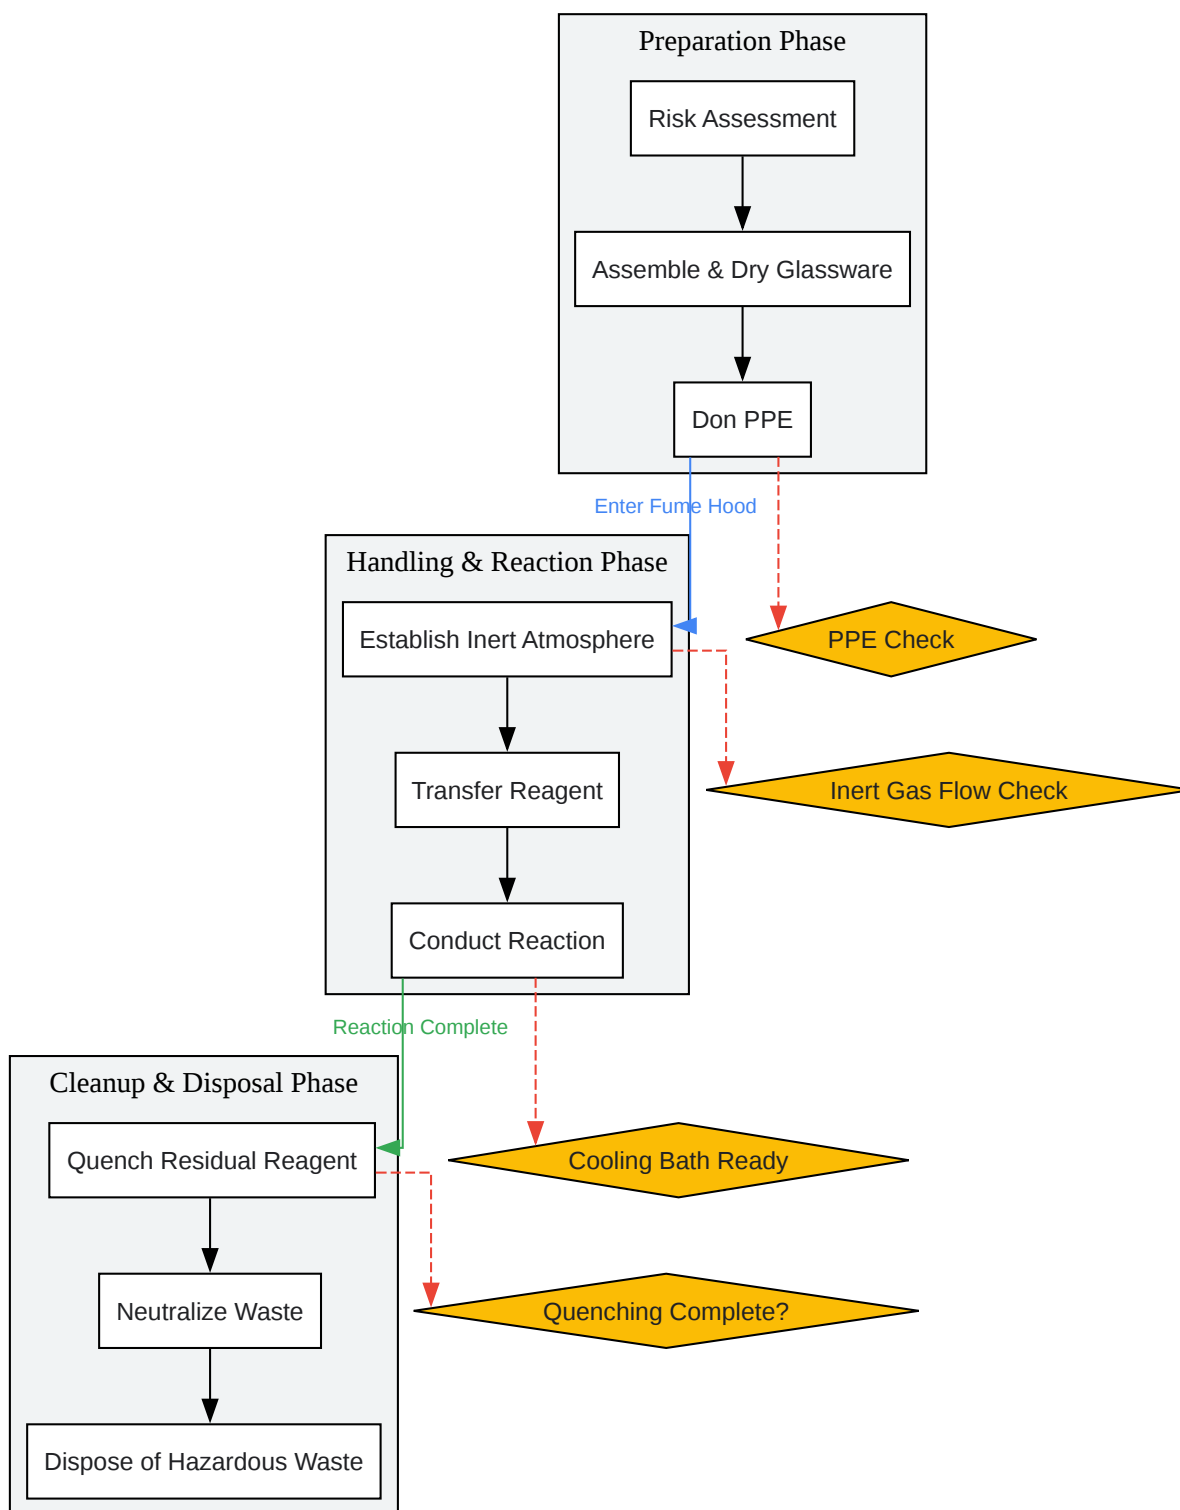 Preparation Phase
Risk Assessment
Assemble & Dry Glassware
Don PPE
Enter Fume Hood
Handling & Reaction Phase
Establish Inert Atmosphere
PPE Check
Transfer Reagent
Inert Gas Flow Check
Conduct Reaction
Reaction Complete
Cleanup & Disposal Phase
Quench Residual Reagent
Cooling Bath Ready
Neutralize Waste
Quenching Complete?
Dispose of Hazardous Waste